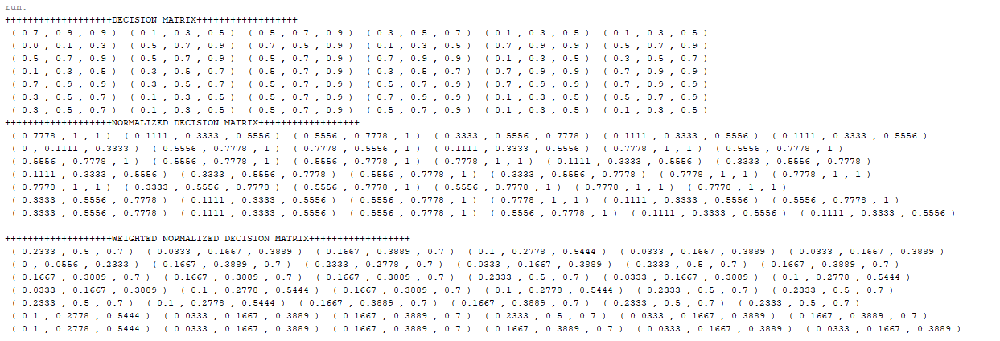 run:
+++++++++++++++++++DECISION MATRIX++++++++++++++++++
( 0.7 , 0.9 , 0.9 ) ( 0.1 , 0.3 , 0.5 ) ( 0.5 , 0.7 , 0.9 ) ( 0.3 , 0.5 , 0.7 ) ( 0.1 , 0.3 , 0.5 ) ( 0.1 , 0.3 , 0.5 )
( 0.0 , 0.1 , 0.3 ) ( 0.5 , 0.7 , 0.9 ) ( 0.7 , 0.5 , 0.9 ) ( 0.1 , 0.3 , 0.5 ) ( 0.7 , 0.9 , 0.9 ) ( 0.5 , 0.7 , 0.9 )
( 0.5 , 0.7 , 0.9 ) ( 0.5 , 0.7 , 0.9 ) ( 0.5 , 0.7 , 0.9 ) ( 0.7 , 0.9 , 0.9 ) ( 0.1 , 0.3 , 0.5 ) ( 0.3 , 0.5 , 0.7 )
( 0.1 , 0.3 , 0.5 ) ( 0.3 , 0.5 , 0.7 ) ( 0.5 , 0.7 , 0.9 ) ( 0.3 , 0.5 , 0.7 ) ( 0.7 , 0.9 , 0.9 ) ( 0.7 , 0.9 , 0.9 )
( 0.7 , 0.9 , 0.9 ) ( 0.3 , 0.5 , 0.7 ) ( 0.5 , 0.7 , 0.9 ) ( 0.5 , 0.7 , 0.9 ) ( 0.7 , 0.9 , 0.9 ) ( 0.7 , 0.9 , 0.9 )
( 0.3 , 0.5 , 0.7 ) ( 0.1 , 0.3 , 0.5 ) ( 0.5 , 0.7 , 0.9 ) ( 0.7 , 0.9 , 0.9 ) ( 0.1 , 0.3 , 0.5 ) ( 0.5 , 0.7 , 0.9 )
( 0.3 , 0.5 , 0.7 ) ( 0.1 , 0.3 , 0.5 ) ( 0.5 , 0.7 , 0.9 ) ( 0.5 , 0.7 , 0.9 ) ( 0.1 , 0.3 , 0.5 ) ( 0.1 , 0.3 , 0.5 )
+++++++++++++++++++NORMALIZED DECISION MATRIX++++++++++++++++++
( 0.7778 , 1 , 1 ) ( 0.1111 , 0.3333 , 0.5556 ) ( 0.5556 , 0.7778 , 1 ) ( 0.3333 , 0.5556 , 0.7778 ) ( 0.1111 , 0.3333 , 0.5556 ) ( 0.1111 , 0.3333 , 0.5556 )
( 0 , 0.1111 , 0.3333 ) ( 0.5556 , 0.7778 , 1 ) ( 0.7778 , 0.5556 , 1 ) ( 0.1111 , 0.3333 , 0.5556 ) ( 0.7778 , 1 , 1 ) ( 0.5556 , 0.7778 , 1 )
( 0.5556 , 0.7778 , 1 ) ( 0.5556 , 0.7778 , 1 ) ( 0.5556 , 0.7778 , 1 ) ( 0.7778 , 1 , 1 ) ( 0.1111 , 0.3333 , 0.5556 ) ( 0.3333 , 0.5556 , 0.7778 )
( 0.1111 , 0.3333 , 0.5556 ) ( 0.3333 , 0.5556 , 0.7778 ) ( 0.5556 , 0.7778 , 1 ) ( 0.3333 , 0.5556 , 0.7778 ) ( 0.7778 , 1 , 1 ) ( 0.7778 , 1 , 1 )
( 0.7778 , 1 , 1 ) ( 0.3333 , 0.5556 , 0.7778 ) ( 0.5556 , 0.7778 , 1 ) ( 0.5556 , 0.7778 , 1 ) ( 0.7778 , 1 , 1 ) ( 0.7778 , 1 , 1 )
( 0.3333 , 0.5556 , 0.7778 ) ( 0.1111 , 0.3333 , 0.5556 ) ( 0.5556 , 0.7778 , 1 ) ( 0.7778 , 1 , 1 ) ( 0.1111 , 0.3333 , 0.5556 ) ( 0.5556 , 0.7778 , 1 )
( 0.3333 , 0.5556 , 0.7778 ) ( 0.1111 , 0.3333 , 0.5556 ) ( 0.5556 , 0.7778 , 1 ) ( 0.5556 , 0.7778 , 1 ) ( 0.1111 , 0.3333 , 0.5556 ) ( 0.1111 , 0.3333 , 0.5556 )
+++++++++++++++++++WEIGHTED NORMALIZED DECISION MATRIX++++++++++++++++++
( 0.2333 , 0.5 , 0.7 ) ( 0.0333 , 0.1667 , 0.3889 ) ( 0.1667 , 0.3889 , 0.7 ) ( 0.1 , 0.2778 , 0.5444 ) ( 0.0333 , 0.1667 , 0.3889 ) ( 0.0333 , 0.1667 , 0.3889 )
( 0 , 0.0556 , 0.2333 ) ( 0.1667 , 0.3889 , 0.7 ) ( 0.2333 , 0.2778 , 0.7 ) ( 0.0333 , 0.1667 , 0.3889 ) ( 0.2333 , 0.5 , 0.7 ) ( 0.1667 , 0.3889 , 0.7 )
( 0.1667 , 0.3889 , 0.7 ) ( 0.1667 , 0.3889 , 0.7 ) ( 0.1667 , 0.3889 , 0.7 ) ( 0.2333 , 0.5 , 0.7 ) ( 0.0333 , 0.1667 , 0.3889 ) ( 0.1 , 0.2778 , 0.5444 )
( 0.0333 , 0.1667 , 0.3889 ) ( 0.1 , 0.2778 , 0.5444 ) ( 0.1667 , 0.3889 , 0.7 ) ( 0.1 , 0.2778 , 0.5444 ) ( 0.2333 , 0.5 , 0.7 ) ( 0.2333 , 0.5 , 0.7 )
( 0.2333 , 0.5 , 0.7 ) ( 0.1 , 0.2778 , 0.5444 ) ( 0.1667 , 0.3889 , 0.7 ) ( 0.1667 , 0.3889 , 0.7 ) ( 0.2333 , 0.5 , 0.7 ) ( 0.2333 , 0.5 , 0.7 )
( 0.1 , 0.2778 , 0.5444 ) ( 0.0333 , 0.1667 , 0.3889 ) ( 0.1667 , 0.3889 , 0.7 ) ( 0.2333 , 0.5 , 0.7 ) ( 0.0333 , 0.1667 , 0.3889 ) ( 0.1667 , 0.3889 , 0.7 )
( 0.1 , 0.2778 , 0.5444 ) ( 0.0333 , 0.1667 , 0.3889 ) ( 0.1667 , 0.3889 , 0.7 ) ( 0.1667 , 0.3889 , 0.7 ) ( 0.0333 , 0.1667 , 0.3889 ) ( 0.0333 , 0.1667 , 0.3889 )